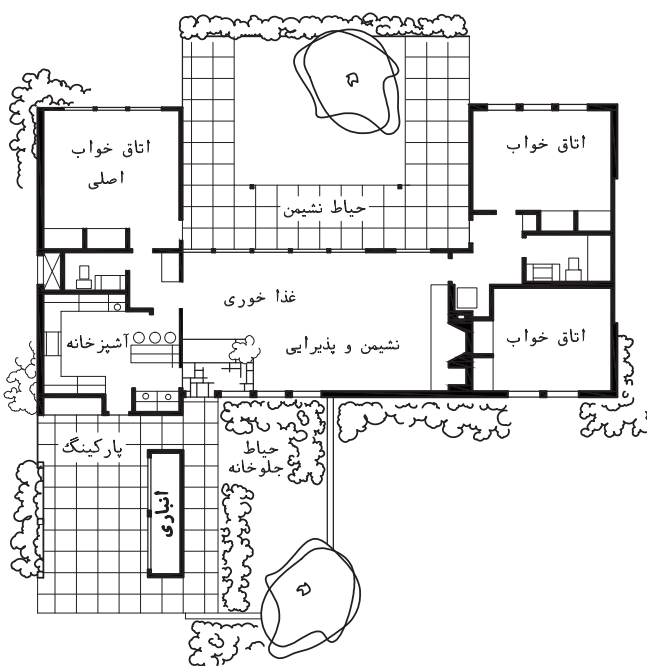 اتاق خواب
اصلی
اتاق خواب
حیاط نشیمن
غذا خوری
نشیمن و پذیرایی
آشپزخانه
اتاق خواب
پارکینگ
حیاط
جلوخانه
انباری